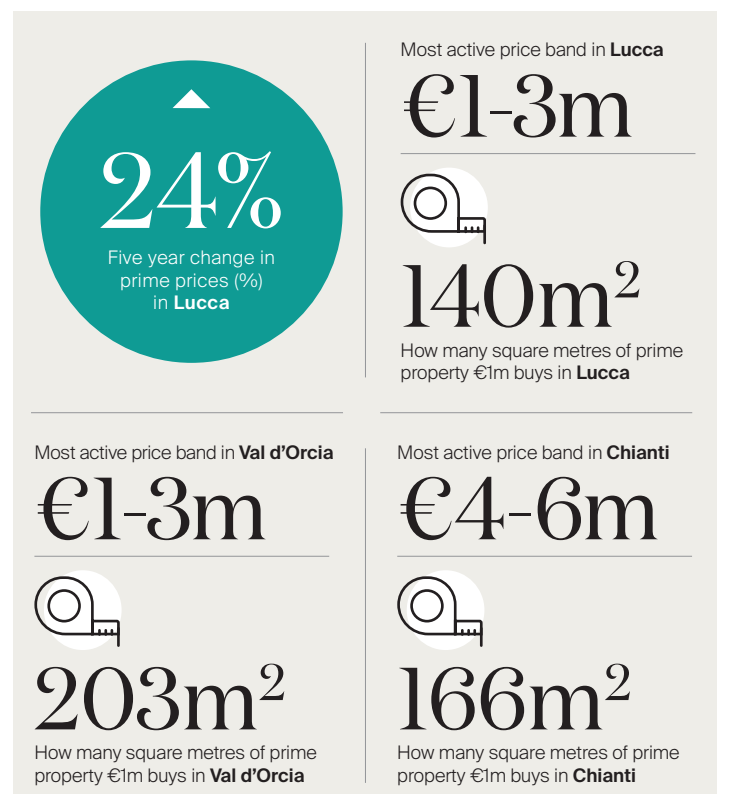 24%
Five year change in
prime prices (%)
in Lucca
Most active price band in Lucca
€1-3m
140m²
How many square metres of prime
property €1m buys in Lucca
Most active price band in Val d’Orcia
€1-3m
203m²
How many square metres of prime
property €1m buys in Val d’Orcia
Most active price band in Chianti
€4-6m
166m²
How many square metres of prime
property €1m buys in Chianti